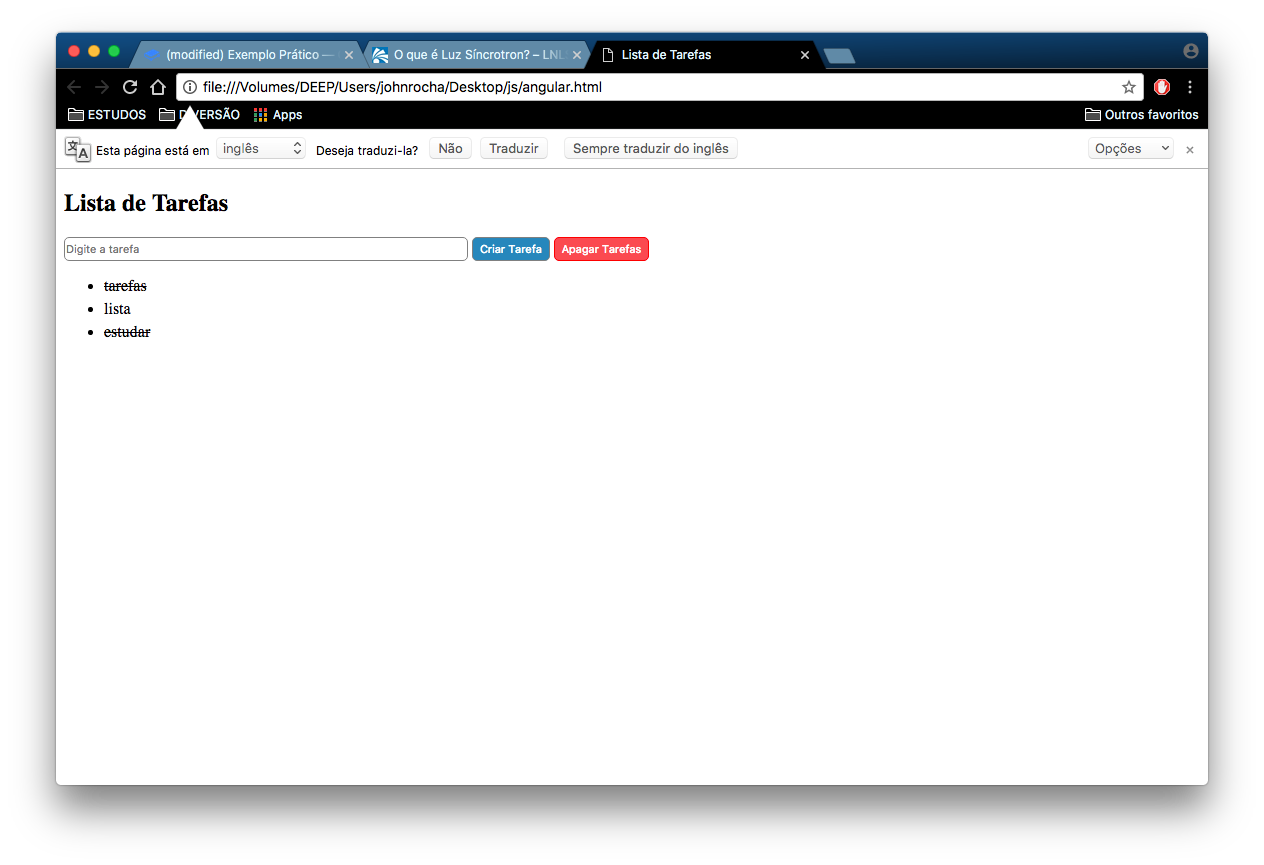 (modified) Exemplo Prático —
O que é Luz Síncrotron? – LNL
Lista de Tarefas
file:///Volumes/DEEP/Users/johnrocha/Desktop/js/angular.html
ESTUDOS
Apps
Outros favoritos
Esta página está em inglês Deseja traduzi-la? Não Traduzir Sempre traduzir do inglês Opções
Lista de Tarefas
Digite a tarefa Criar Tarefa Apagar Tarefas
tarefas
lista
estudar